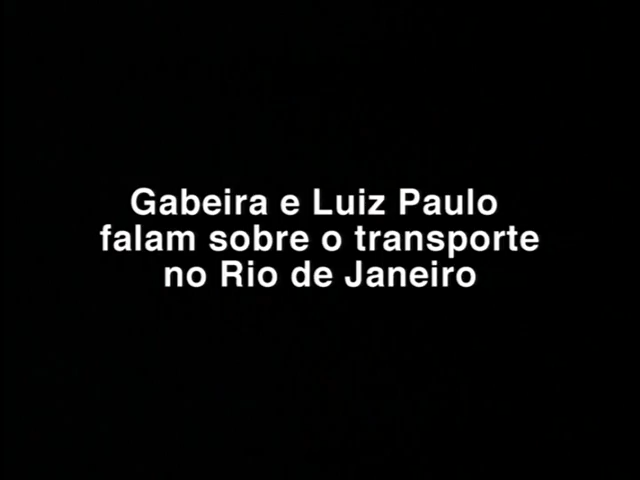 Gabeira e Luiz Paulo
falam sobre o transporte
no Rio de Janeiro